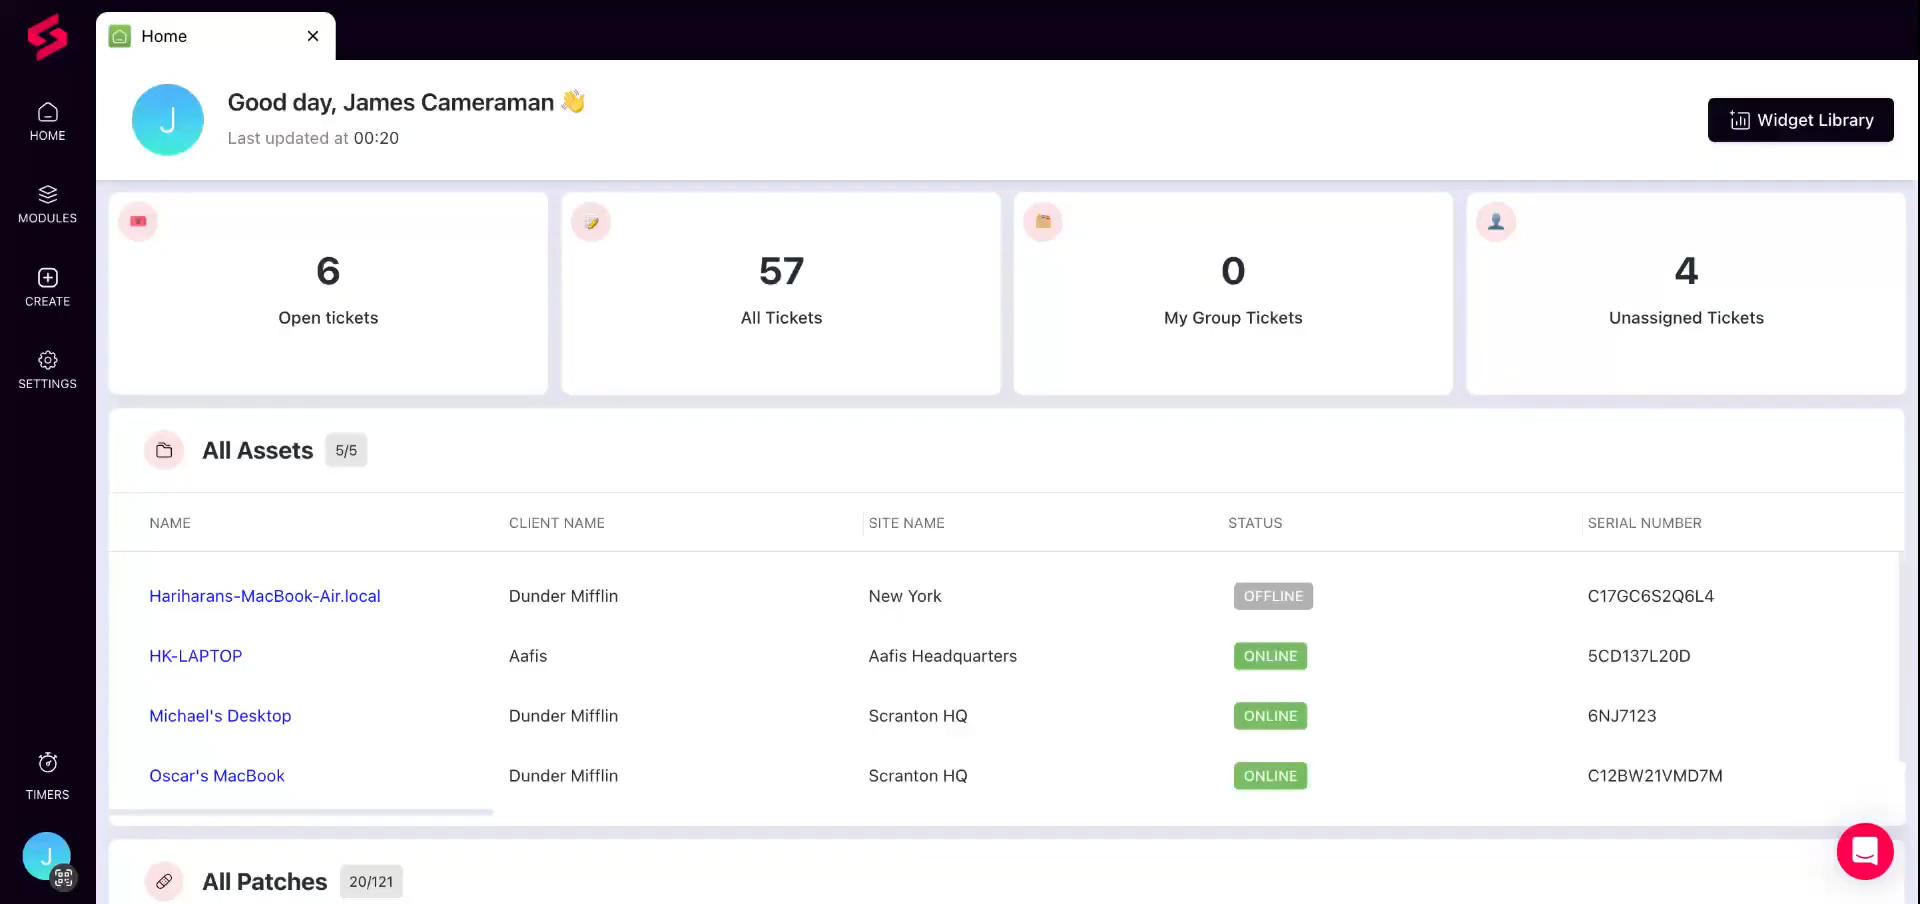 Home
HOME
MODULES
CREATE
SETTINGS
TIMERS
J
J
Good day, James Cameraman 👋
Last updated at 00:20
Widget Library
6
Open tickets
57
All Tickets
0
My Group Tickets
4
Unassigned Tickets
All Assets 5/5
NAME CLIENT NAME SITE NAME STATUS SERIAL NUMBER
Hariharans-MacBook-Air.local Dunder Mifflin New York OFFLINE C17GC6S2Q6L4
HK-LAPTOP Aafis Aafis Headquarters ONLINE 5CD137L20D
Michael's Desktop Dunder Mifflin Scranton HQ ONLINE 6NJ7123
Oscar's MacBook Dunder Mifflin Scranton HQ ONLINE C12BW21VMD7M
All Patches 20/121